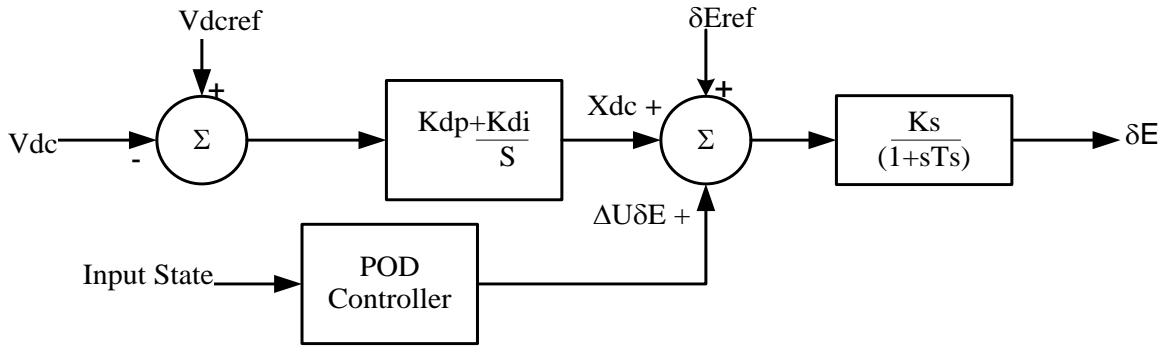 Vdcref
+
Vdc
-
Σ
Kdp+Kdi
S
Xdc +
δEref
+
Σ
ΔUδE +
Ks
(1+sTs)
δE
Input State
POD
Controller